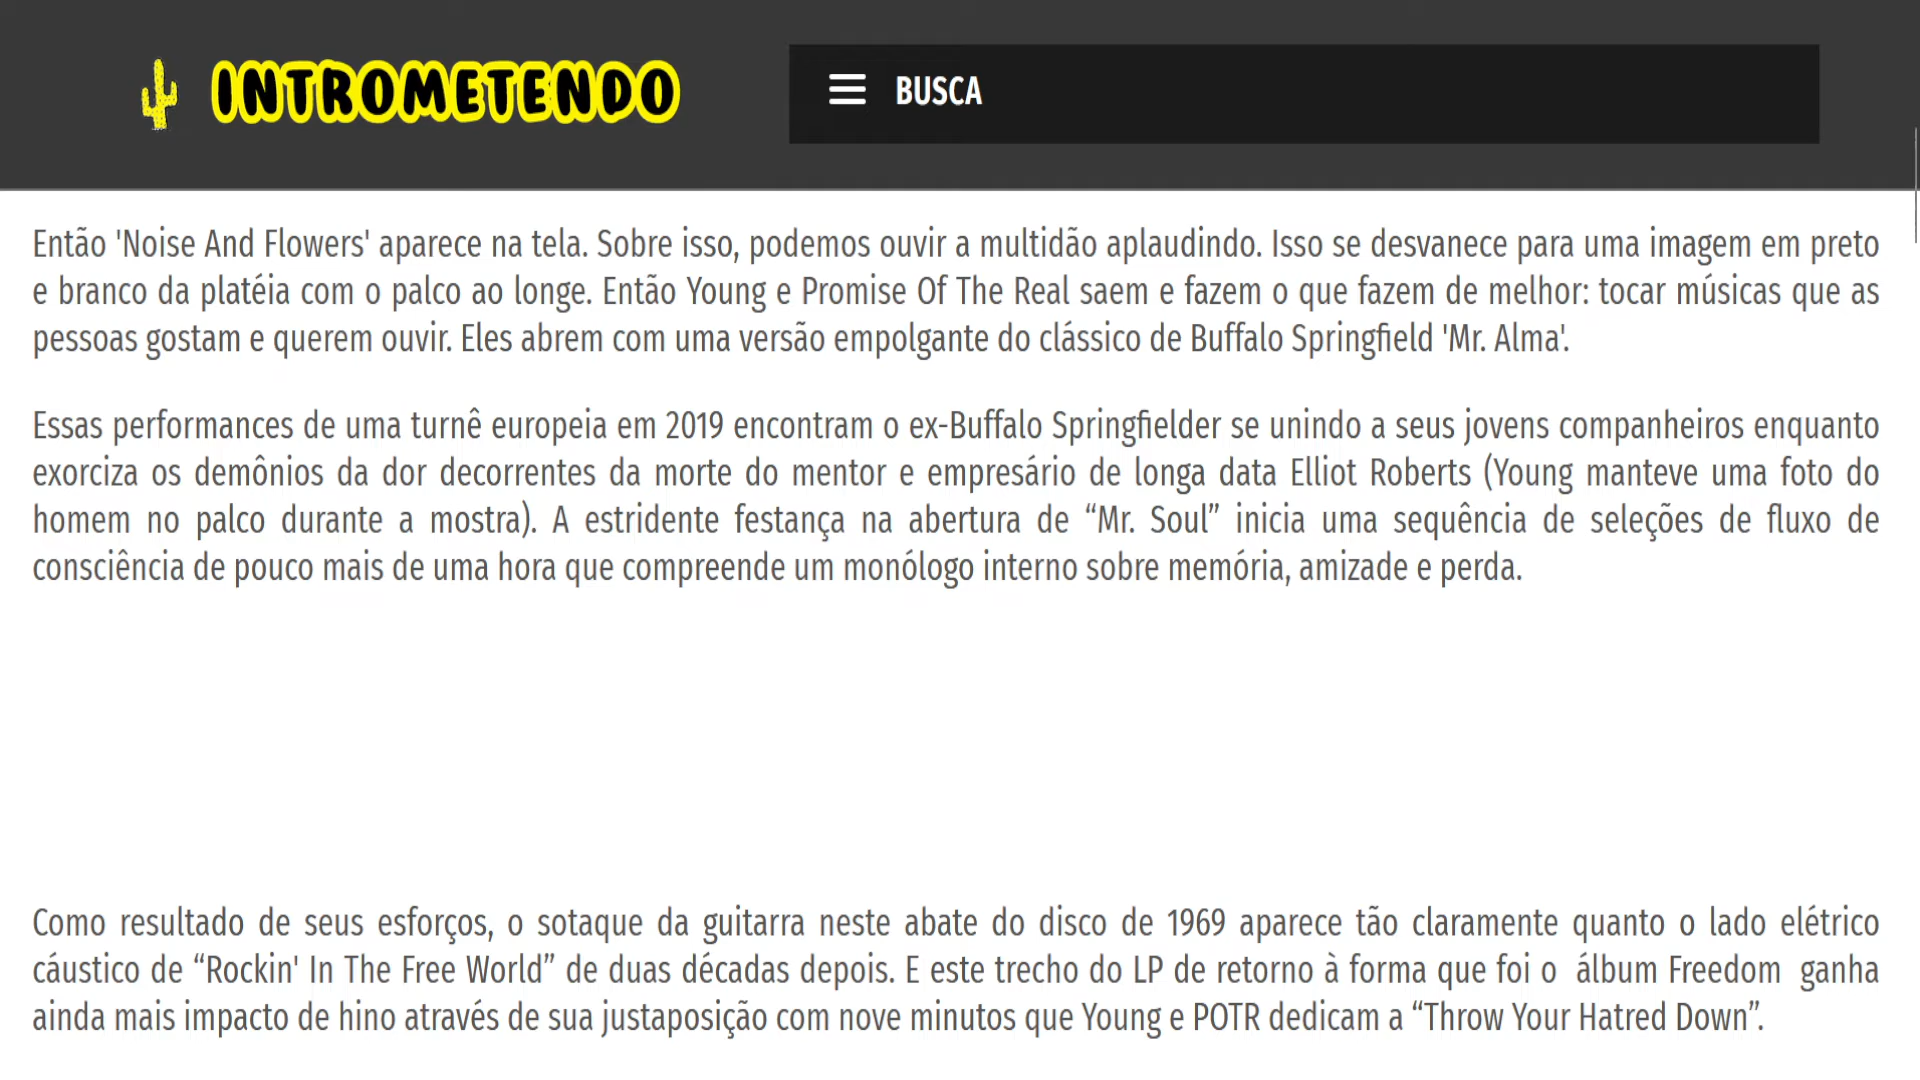 INTROMETENDO
BUSCA
Então 'Noise And Flowers' aparece na tela. Sobre isso, podemos ouvir a multidão aplaudindo. Isso se desvanece para uma imagem em preto
e branco da platéia com o palco ao longe. Então Young e Promise Of The Real saem e fazem o que fazem de melhor: tocar músicas que as
pessoas gostam e querem ouvir. Eles abrem com uma versão empolgante do clássico de Buffalo Springfield 'Mr. Alma'.
Essas performances de uma turnê europeia em 2019 encontram o ex-Buffalo Springfielder se unindo a seus jovens companheiros enquanto
exorciza os demônios da dor decorrentes da morte do mentor e empresário de longa data Elliot Roberts (Young manteve uma foto do
homem no palco durante a mostra). A estridente festança na abertura de “Mr. Soul” inicia uma sequência de seleções de fluxo de
consciência de pouco mais de uma hora que compreende um monólogo interno sobre memória, amizade e perda.
Como resultado de seus esforços, o sotaque da guitarra neste abate do disco de 1969 aparece tão claramente quanto o lado elétrico
cáustico de “Rockin' In The Free World” de duas décadas depois. E este trecho do LP de retorno à forma que foi o álbum Freedom ganha
ainda mais impacto de hino através de sua justaposição com nove minutos que Young e POTR dedicam a “Throw Your Hatred Down”.